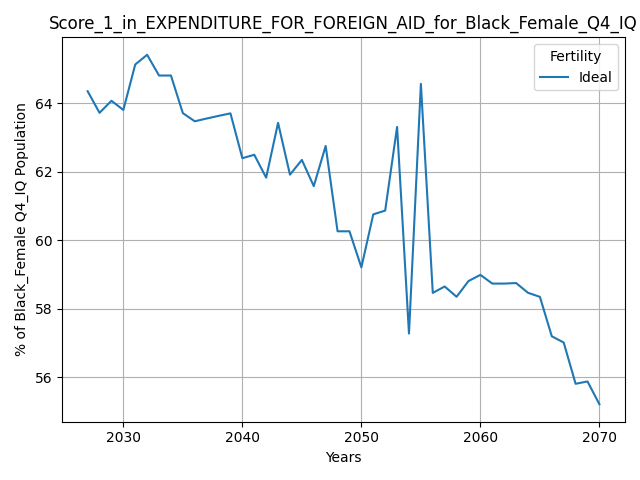 Score_1_in_EXPENDITURE_FOR_FOREIGN_AID_for_Black_Female_Q4_IQ
Fertility
Ideal
% of Black_Female Q4_IQ Population
64
62
60
58
56
2030 2040 2050 2060 2070
Years